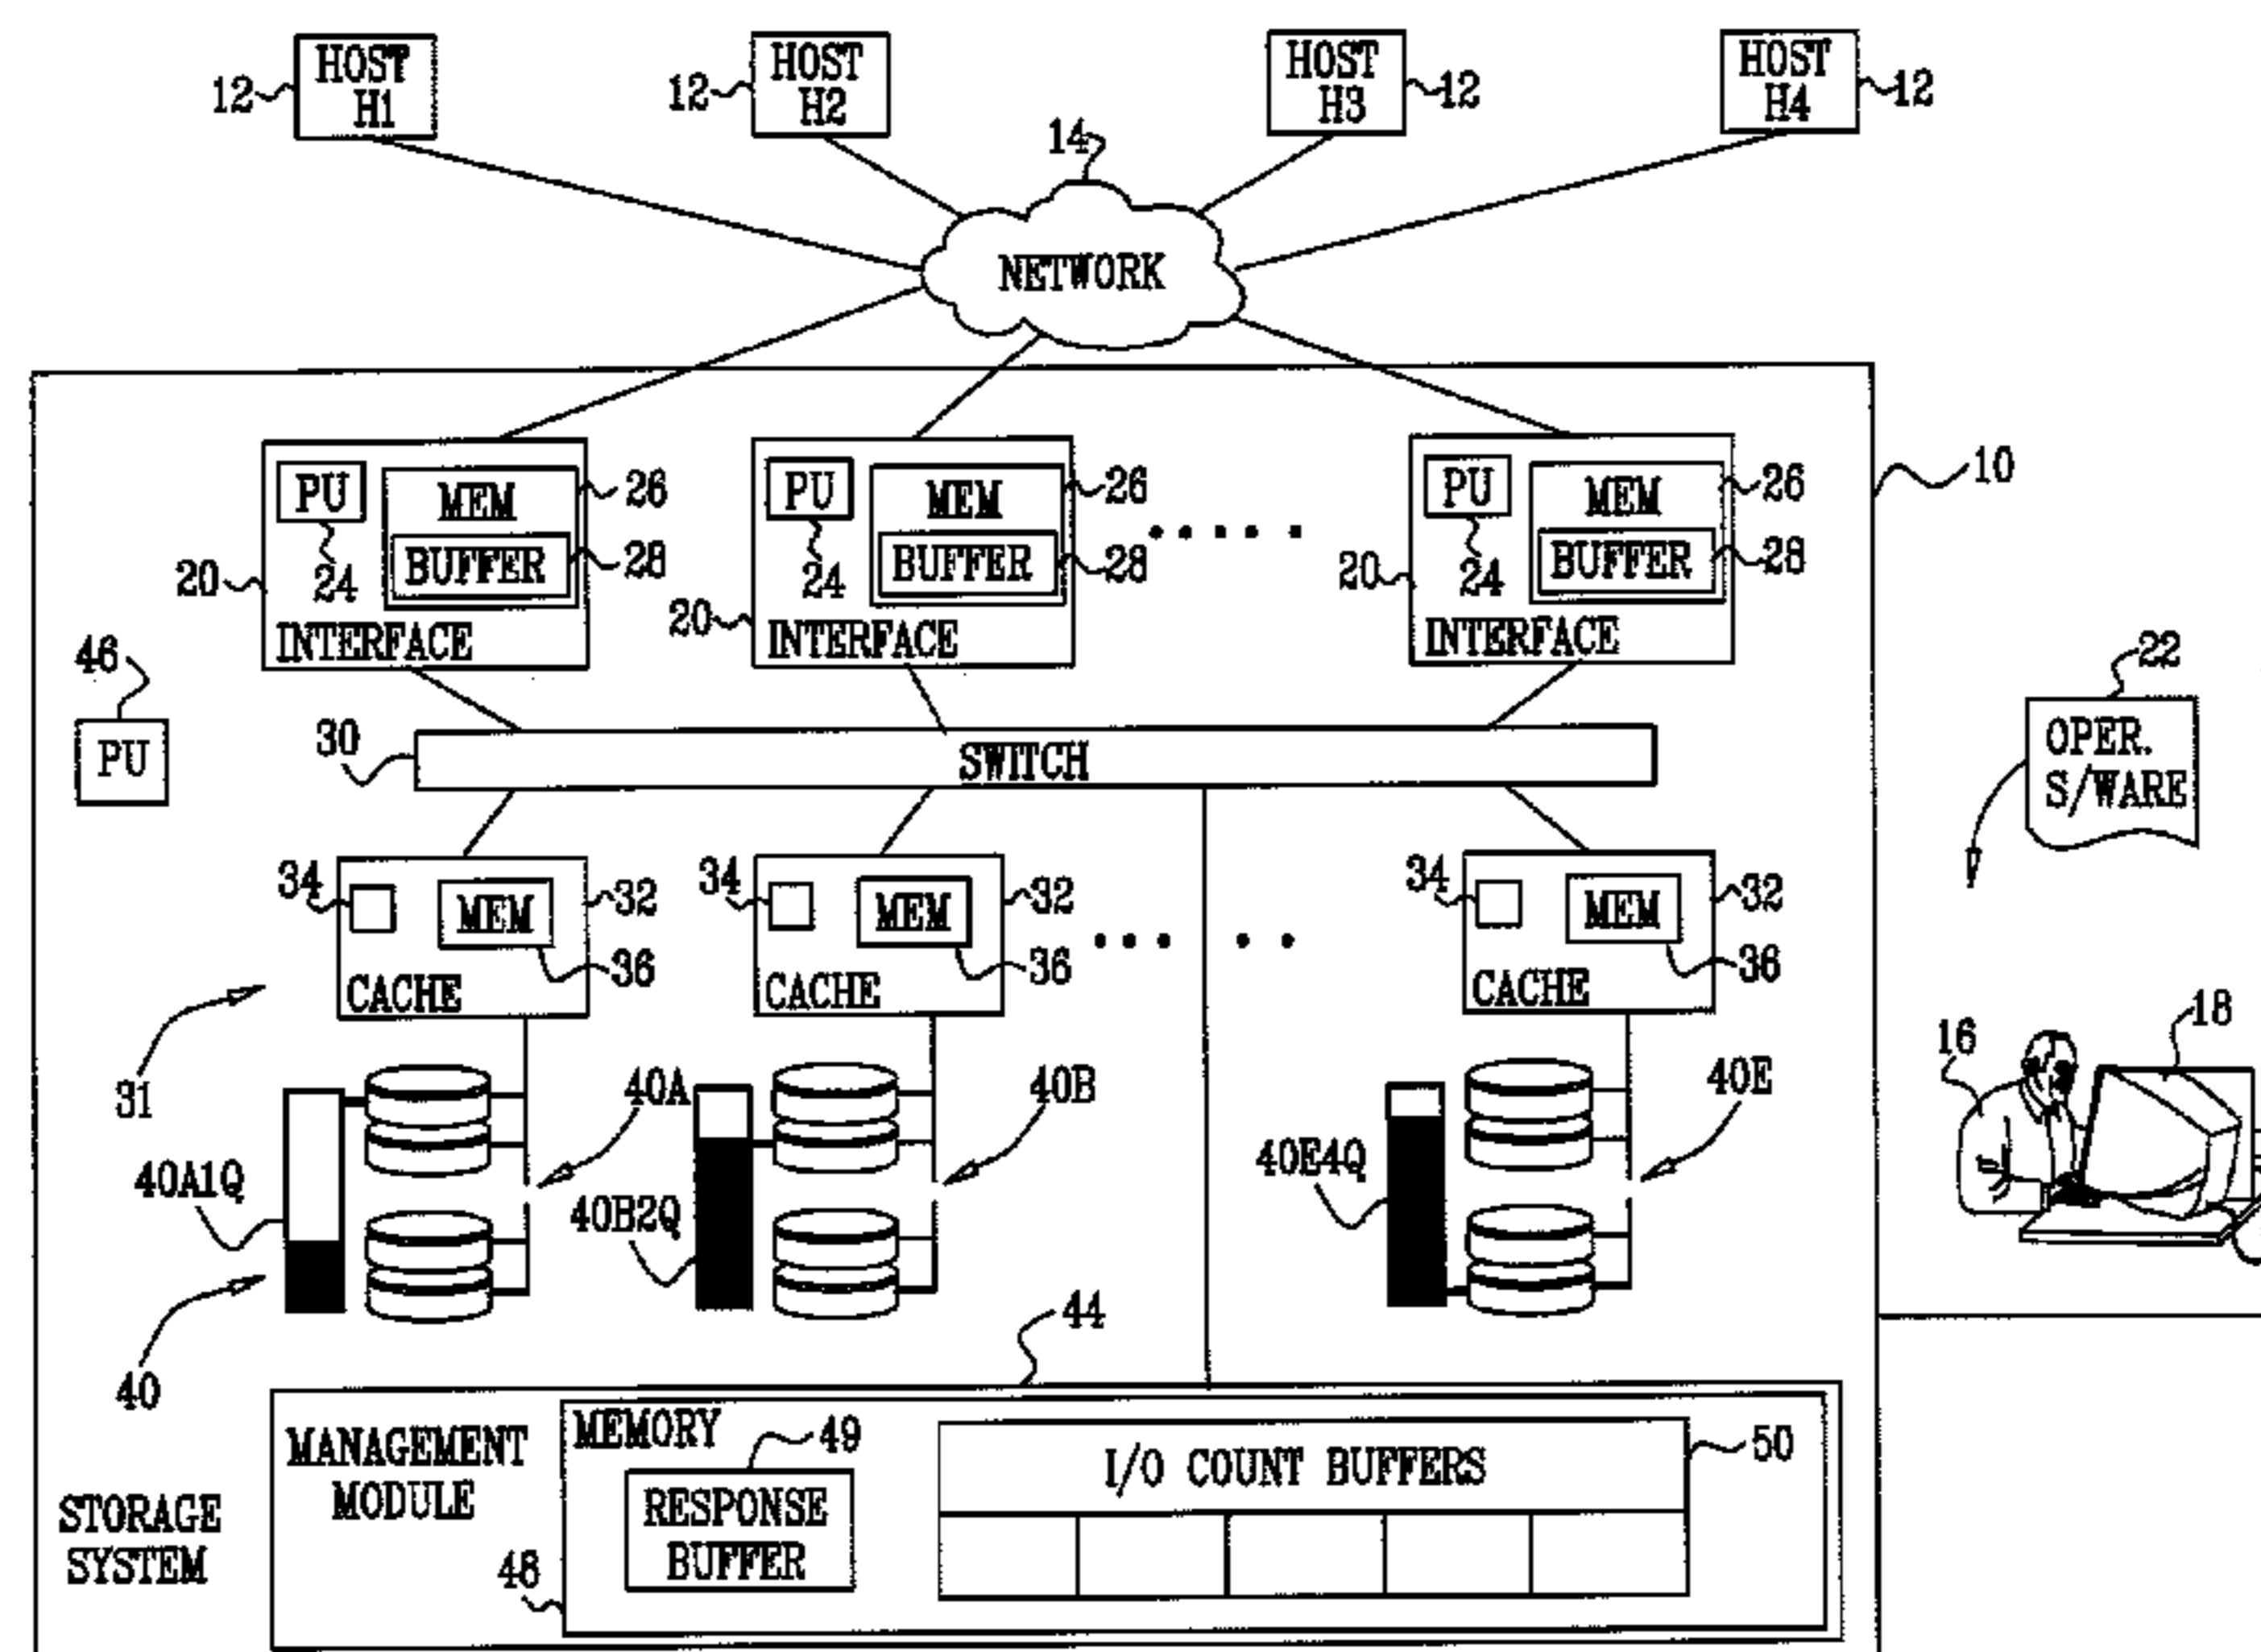 HOST
H1
12
HOST
H2
12
HOST
H3
12
HOST
H4
12
14
NETWORK
10
PU
24
MEM
26
BUFFER
28
20
INTERFACE
PU
24
MEM
26
BUFFER
28
20
INTERFACE
PU
24
MEM
26
BUFFER
28
20
INTERFACE
46
PU
30
SWITCH
22
OPER.
S/WARE
34
MEM
32
36
CACHE
34
MEM
32
36
CACHE
34
MEM
32
36
CACHE
31
40A
40A1Q
40
40B
40B2Q
40E
40E4Q
16
18
44
MANAGEMENT
MODULE
MEMORY
49
RESPONSE
BUFFER
48
I/O COUNT BUFFERS
50
STORAGE
SYSTEM